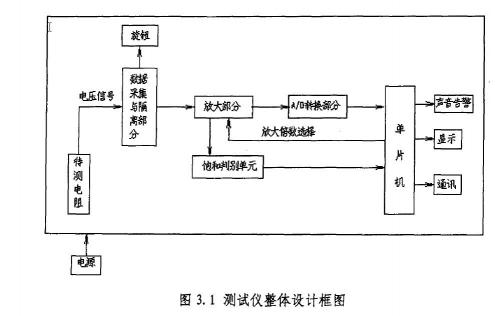 旋钮
电压信号
数据
采集
与隔
离部
分
放大部分
A/D转换部分
声音告警
放大倍数选择
单
片
机
显示
饱和判别单元
待
测
电
阻
通讯
电源
图 3.1 测试仪整体设计框图